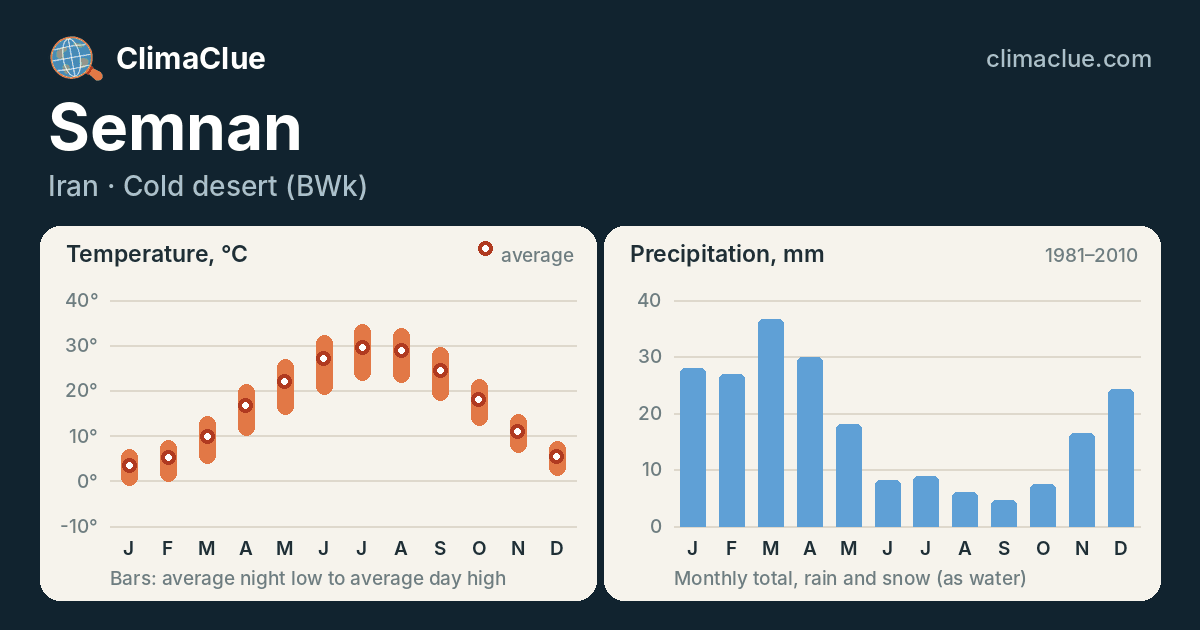 ClimaClue
climaclue.com
Semnan
Iran · Cold desert (BWk)
Temperature, °C
average
40°
30°
20°
10°
0°
-10°
J F M A M J J A S O N D
Bars: average night low to average day high
Precipitation, mm
1981–2010
40
30
20
10
0
J F M A M J J A S O N D
Monthly total, rain and snow (as water)